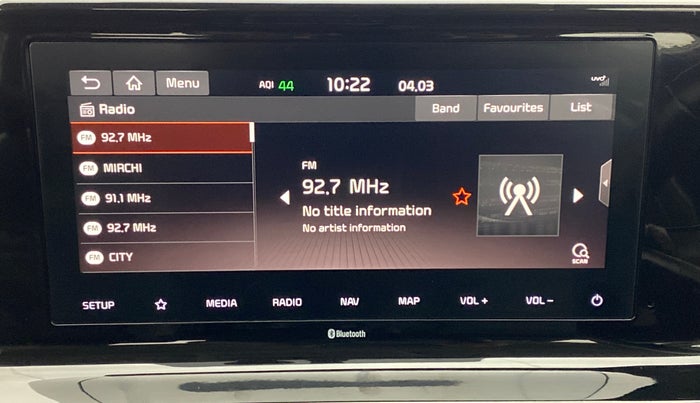 Menu
AQI 44
10:22
04.03
UVO
Radio
Band
Favourites
List
FM 92.7 MHz
FM MIRCHI
FM 91.1 MHz
FM 92.7 MHz
FM CITY
FM
92.7 MHz
No title information
No artist information
SCAN
SETUP
MEDIA
RADIO
NAV
MAP
VOL +
VOL –
Bluetooth